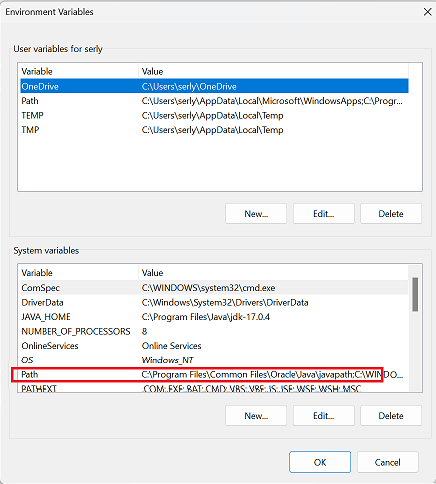 Environment Variables
User variables for serly
Variable Value
OneDrive C:\Users\serly\OneDrive
Path C:\Users\serly\AppData\Local\Microsoft\WindowsApps;C:\Progr...
TEMP C:\Users\serly\AppData\Local\Temp
TMP C:\Users\serly\AppData\Local\Temp
New... Edit... Delete
System variables
Variable Value
ComSpec C:\WINDOWS\system32\cmd.exe
DriverData C:\Windows\System32\Drivers\DriverData
JAVA_HOME C:\Program Files\Java\jdk-17.0.4
NUMBER_OF_PROCESSORS 8
OnlineServices Online Services
OS Windows_NT
Path C:\Program Files\Common Files\Oracle\Java\javapath;C:\WINDO...
PATHEXT .COM;.EXE;.BAT;.CMD;.VBS;.VBE;.JS;.JSE;.WSF;.WSH;.MSC
New... Edit... Delete
OK Cancel